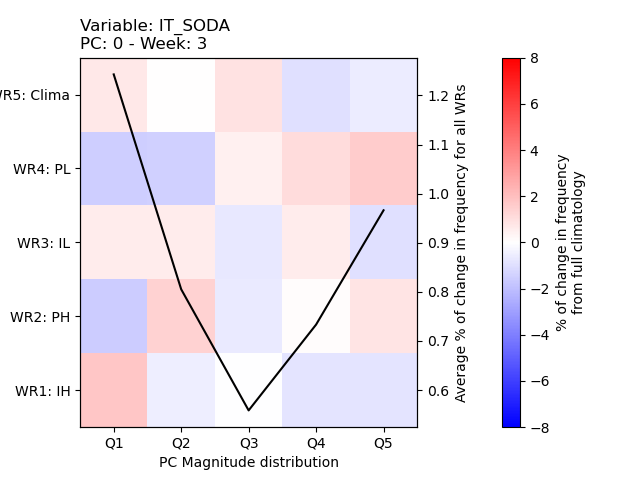 Variable: IT_SODA
PC: 0 - Week: 3
WR5: Clima
WR4: PL
WR3: IL
WR2: PH
WR1: IH
Q1 Q2 Q3 Q4 Q5
PC Magnitude distribution
1.2
1.1
1.0
0.9
0.8
0.7
0.6
Average % of change in frequency for all WRs
8
6
4
2
0
−2
−4
−6
−8
% of change in frequency
from full climatology